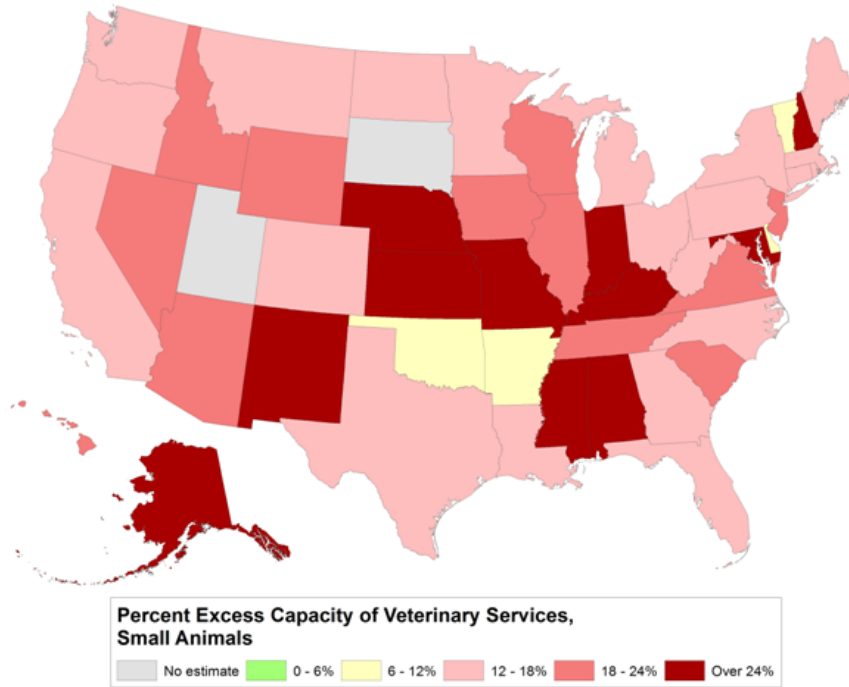 Percent Excess Capacity of Veterinary Services,
Small Animals
No estimate 0 - 6% 6 - 12% 12 - 18% 18 - 24% Over 24%